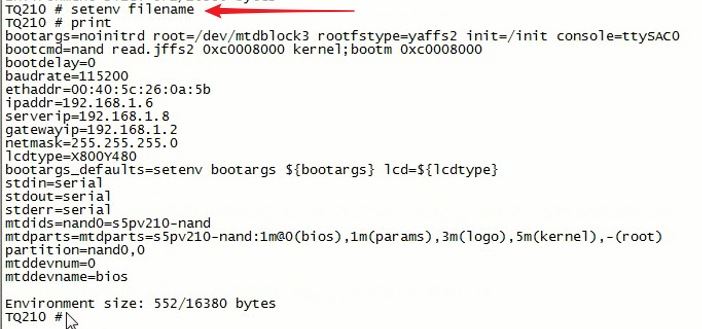 TQ210 # setenv filename
TQ210 # print
bootargs=noinitrd root=/dev/mtdblock3 rootfstype=yaffs2 init=/init console=ttySAC0
bootcmd=nand read.jffs2 0xc0008000 kernel;bootm 0xc0008000
bootdelay=0
baudrate=115200
ethaddr=00:40:5c:26:0a:5b
ipaddr=192.168.1.6
serverip=192.168.1.8
gatewayip=192.168.1.2
netmask=255.255.255.0
lcdtype=X800Y480
bootargs_defaults=setenv bootargs ${bootargs} lcd=${lcdtype}
stdin=serial
stdout=serial
stderr=serial
mtdids=nand0=s5pv210-nand
mtdparts=mtdparts=s5pv210-nand:1m@0(bios),1m(params),3m(logo),5m(kernel),-(root)
partition=nand0,0
mtddevnum=0
mtddevname=bios
Environment size: 552/16380 bytes
TQ210 #